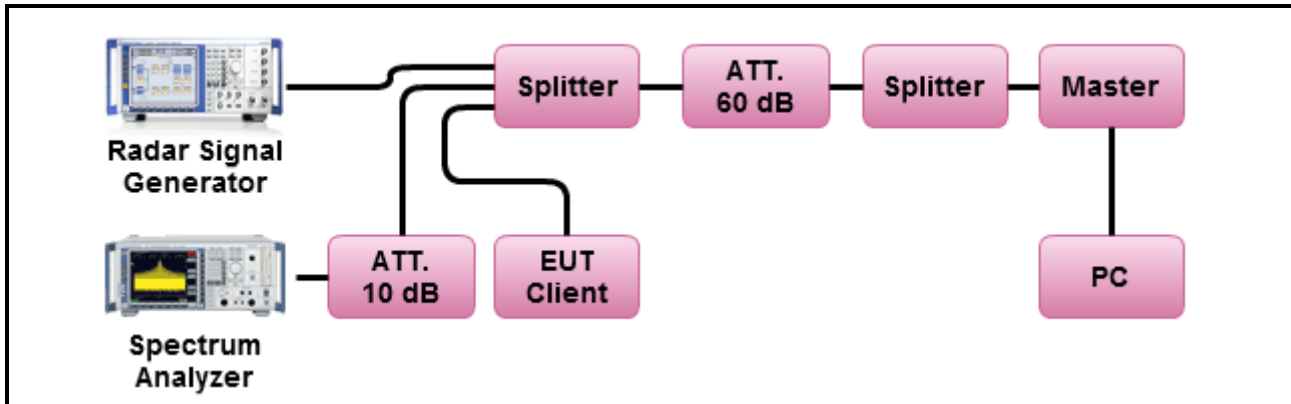 Radar Signal
Generator
Splitter
ATT.
60 dB
Splitter
Master
Spectrum
Analyzer
ATT.
10 dB
EUT
Client
PC